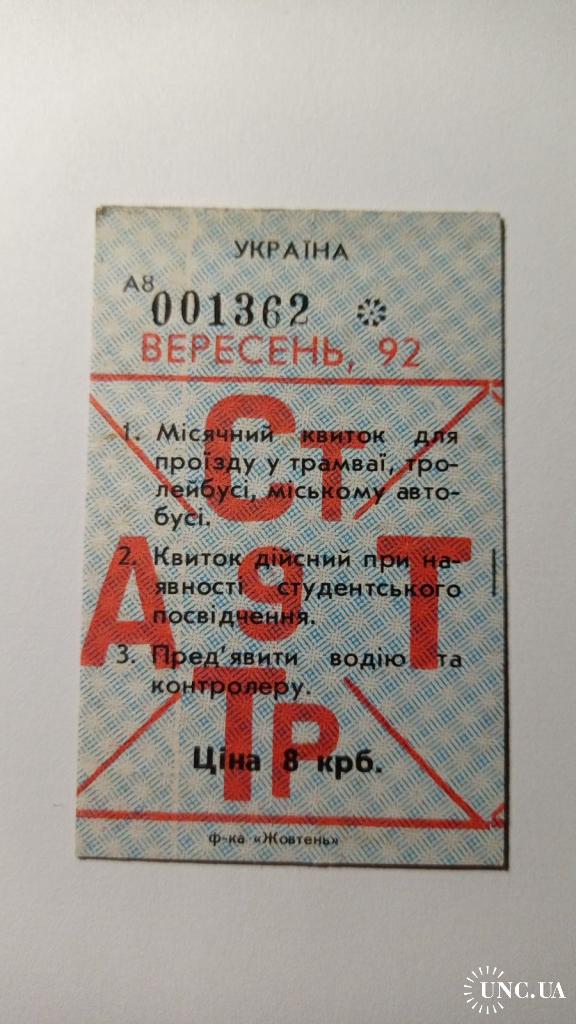 УКРАЇНА
А8 001362
ВЕРЕСЕНЬ, 92
Ст
1. Місячний квиток для
проїзду у трамваї, тро-
лейбусі, міському авто-
бусі.
А 9 Т
2. Квиток дійсний при на-
явності студентського
посвідчення.
3. Пред'явити водію та
контролеру.
Тр
Ціна 8 крб.
ф-ка «Жовтень»
UNC.UA